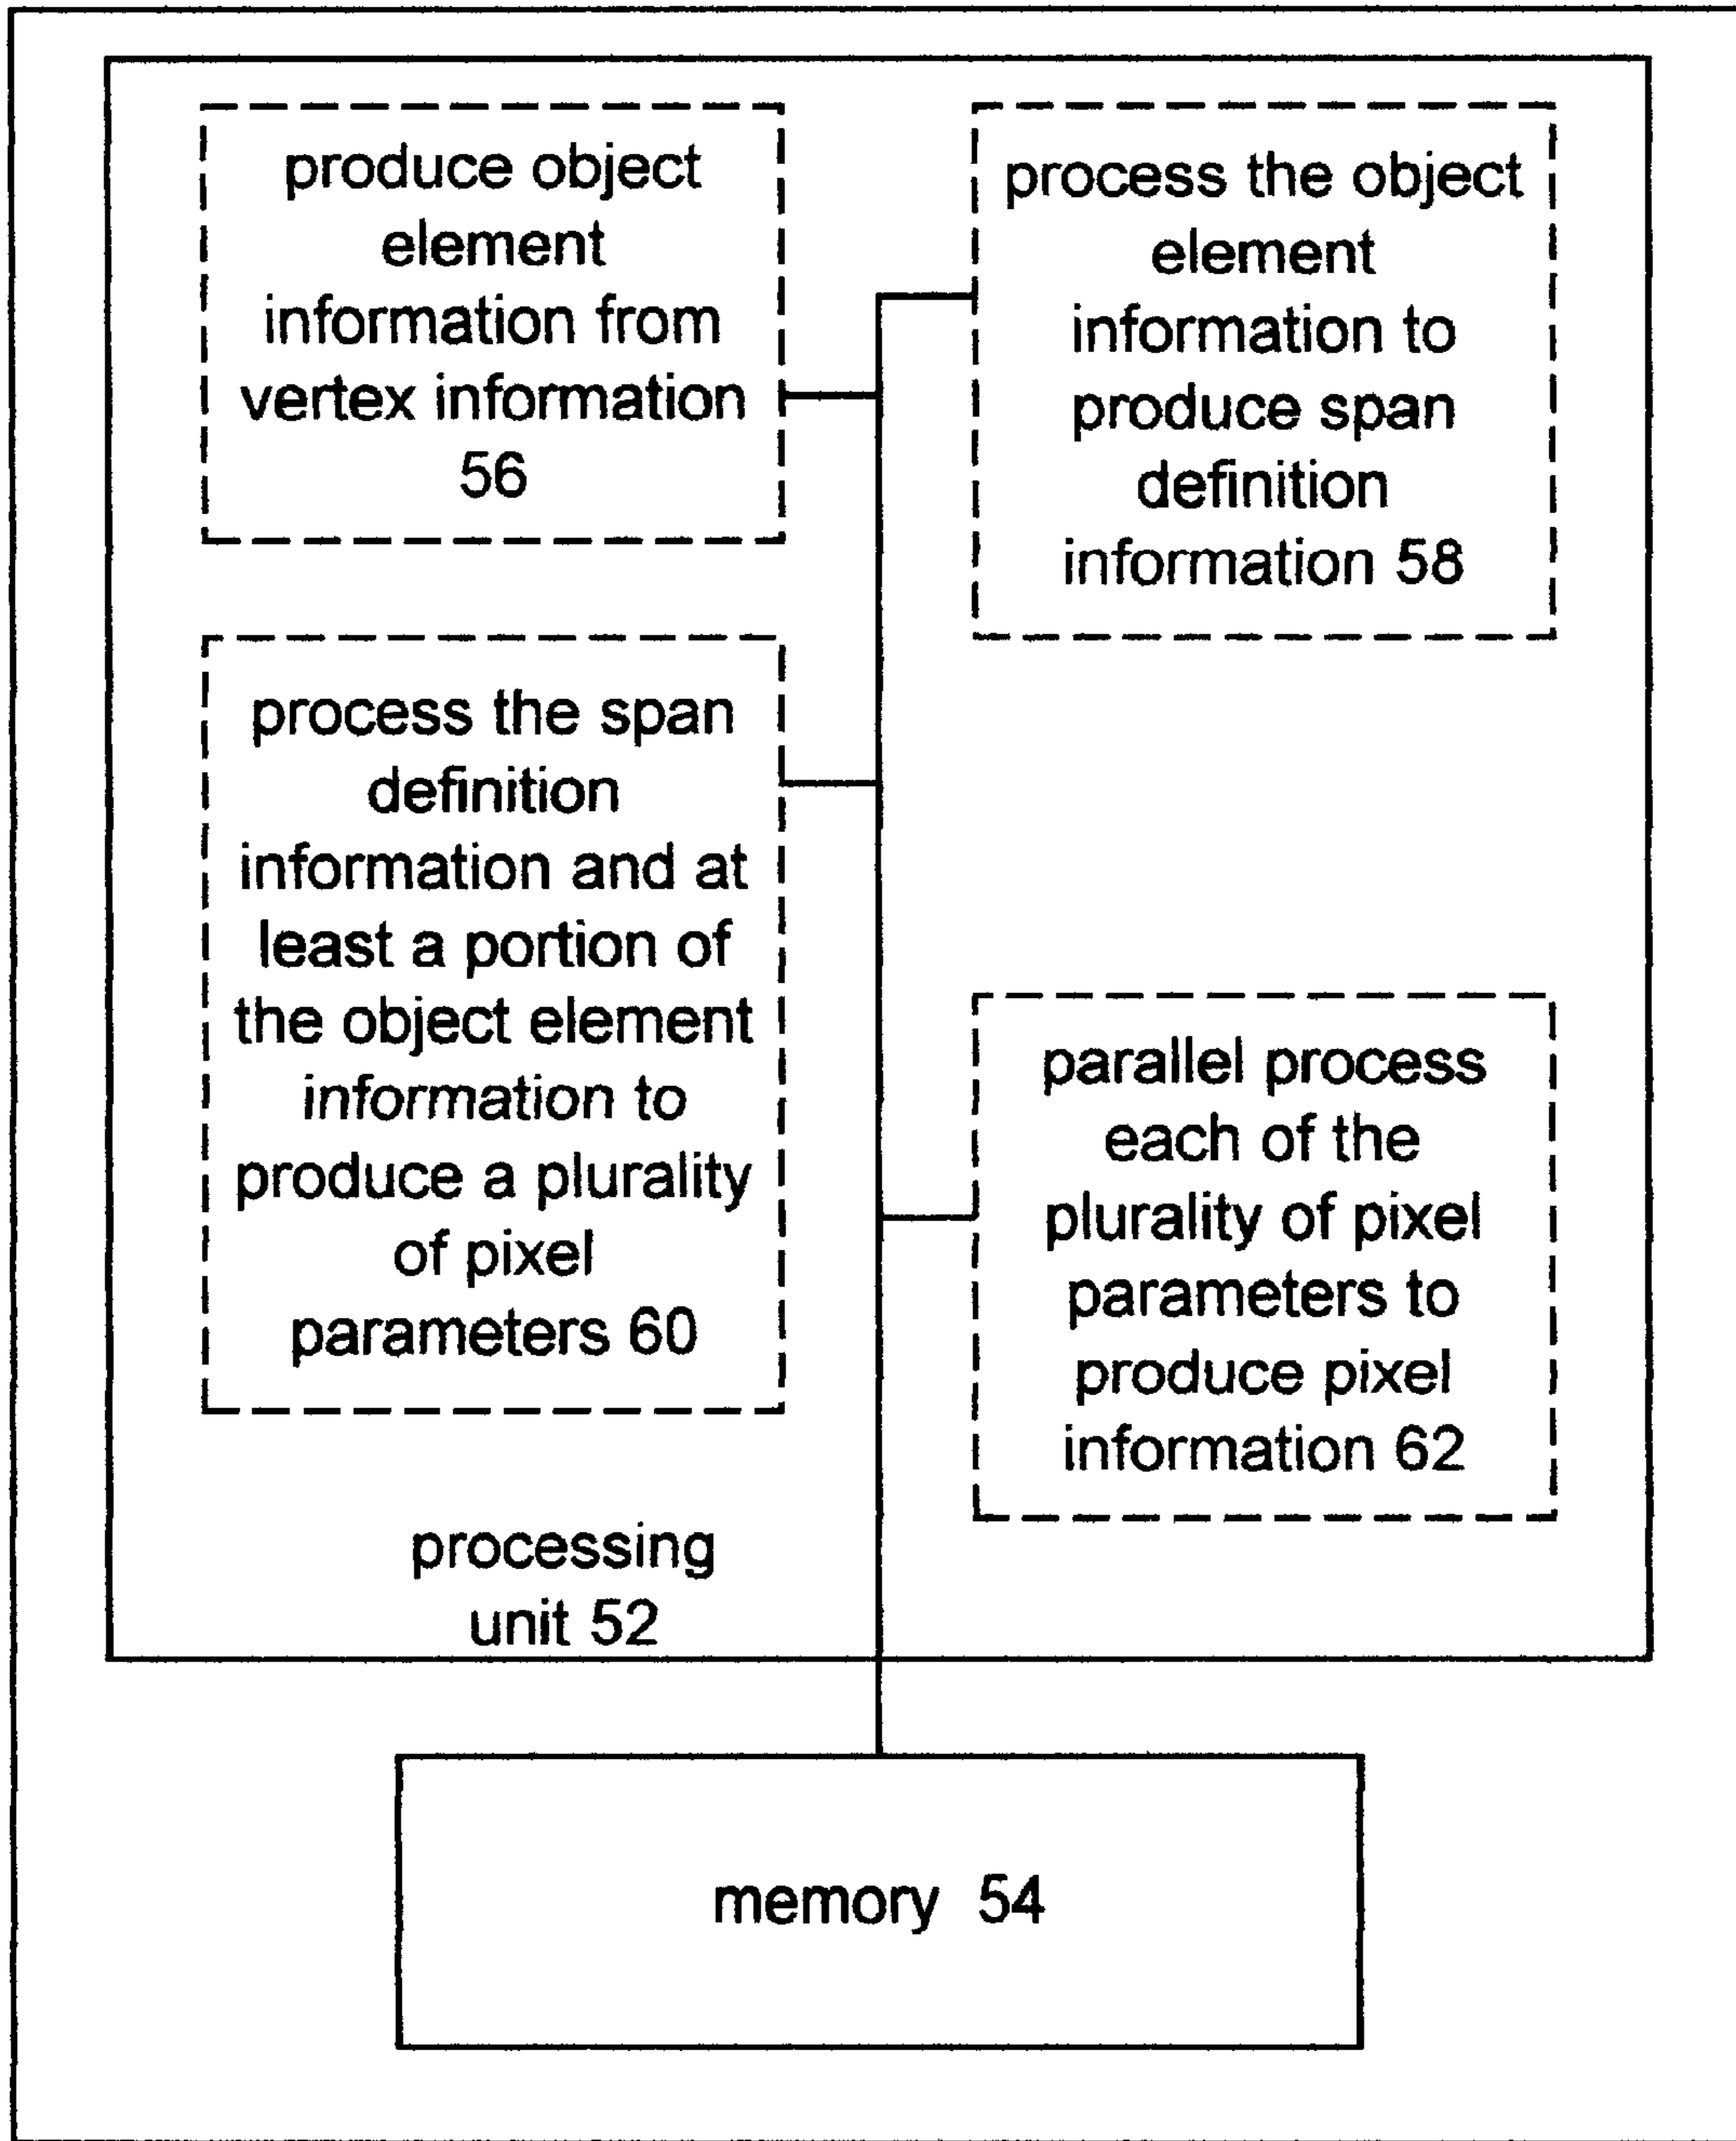 produce object
element
information from
vertex information
56
process the object
element
information to
produce span
definition
information 58
process the span
definition
information and at
least a portion of
the object element
information to
produce a plurality
of pixel
parameters 60
parallel process
each of the
plurality of pixel
parameters to
produce pixel
information 62
processing
unit 52
memory 54